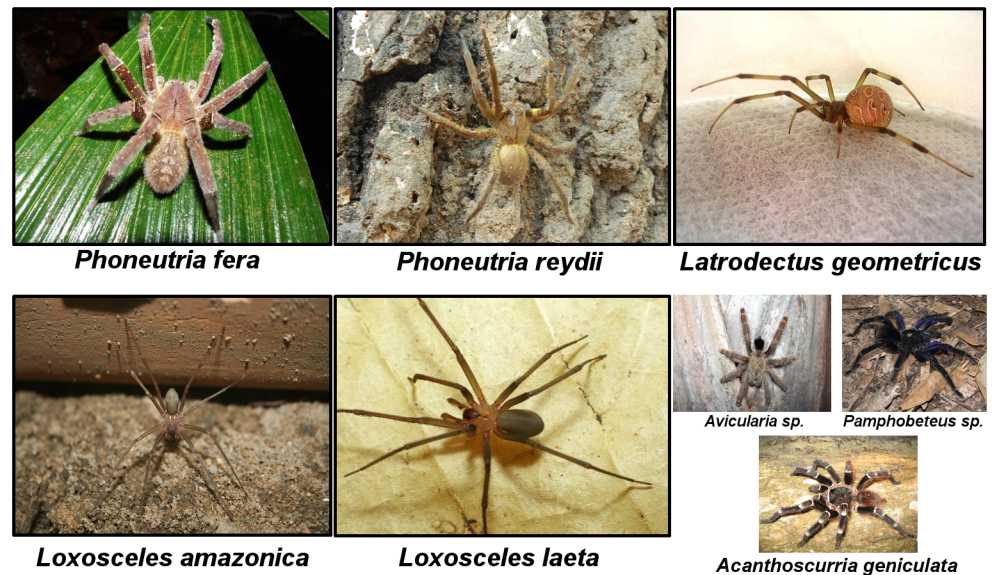 Phoneutria fera
Phoneutria reydii
Latrodectus geometricus
Avicularia sp.
Pamphobeteus sp.
Loxosceles amazonica
Loxosceles laeta
Acanthoscurria geniculata